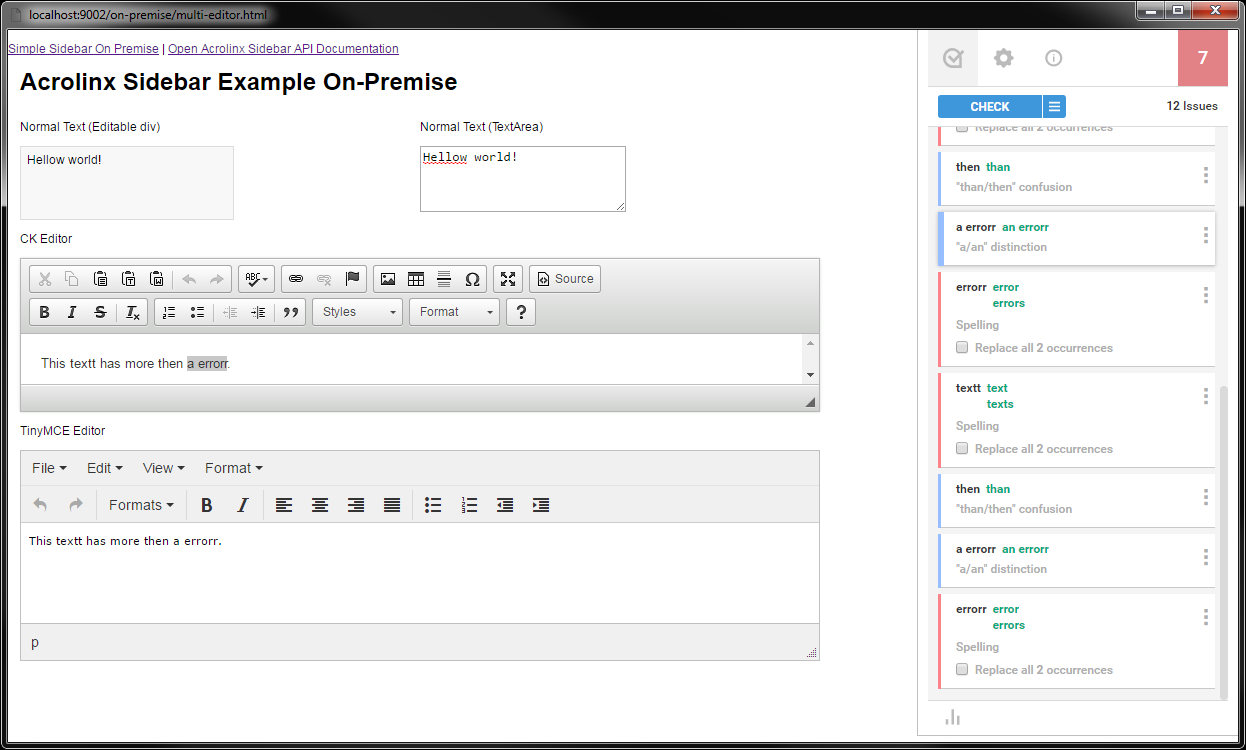 localhost:9002/on-premise/multi-editor.html
Simple Sidebar On Premise | Open Acrolinx Sidebar API Documentation
Acrolinx Sidebar Example On-Premise
Normal Text (Editable div)
Hellow world!
Normal Text (TextArea)
Hellow world!
CK Editor
ABC
Source
B I S Tx
Styles
Format
?
This textt has more then a errorr.
TinyMCE Editor
File Edit View Format
Formats B I
This textt has more then a errorr.
p
7
CHECK
12 Issues
Replace all 2 occurrences
then than
"than/then" confusion
a errorr an errorr
"a/an" distinction
errorr error
errors
Spelling
Replace all 2 occurrences
textt text
texts
Spelling
Replace all 2 occurrences
then than
"than/then" confusion
a errorr an errorr
"a/an" distinction
errorr error
errors
Spelling
Replace all 2 occurrences